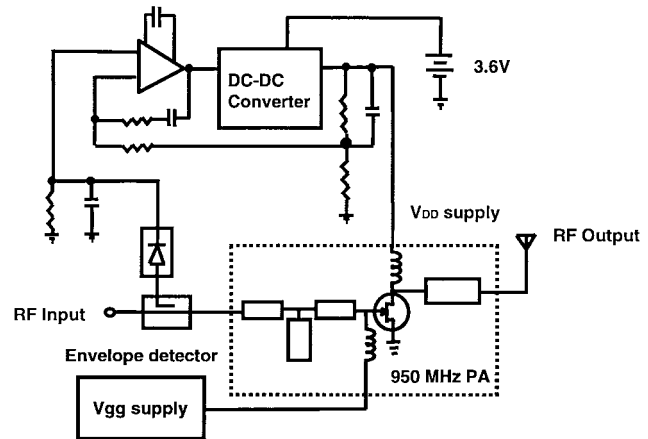 DC-DC
Converter
3.6V
VDD supply
RF Output
RF Input
Envelope detector
950 MHz PA
Vgg supply